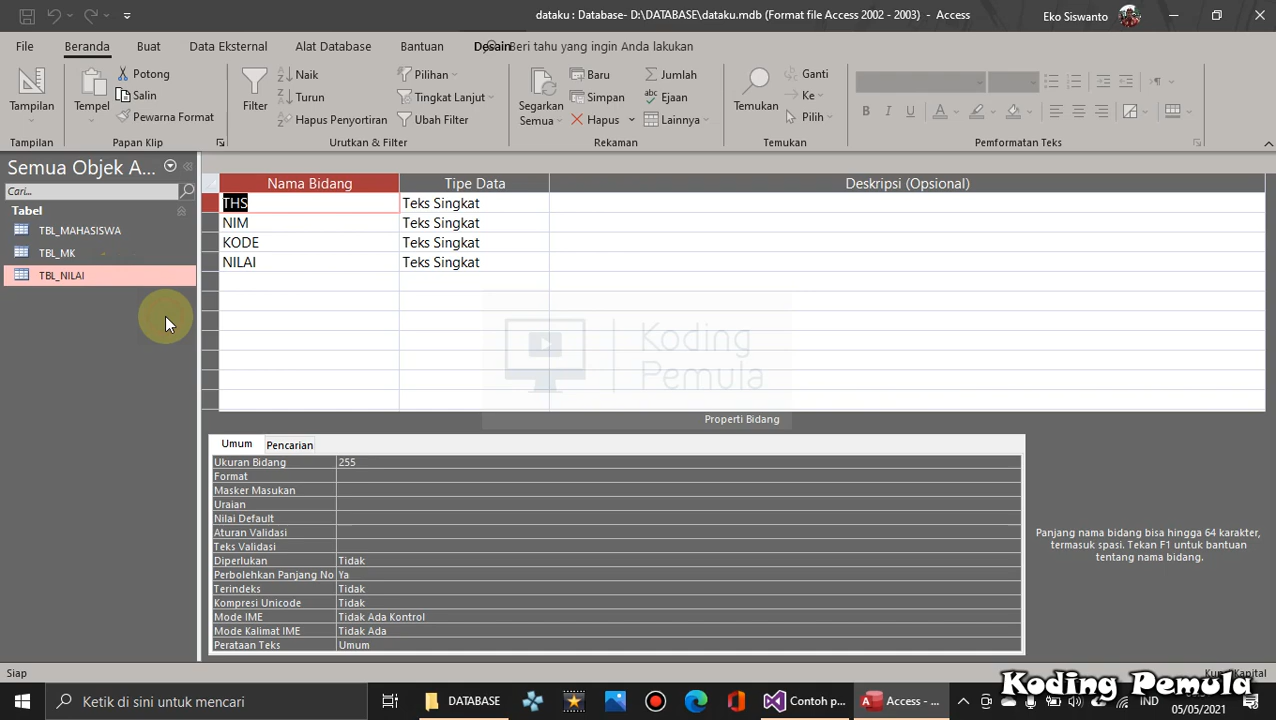 dataku : Database- D:\DATABASE\dataku.mdb (Format file Access 2002 - 2003) - Access
Eko Siswanto
File
Beranda
Buat
Data Eksternal
Alat Database
Bantuan
Desain
Beri tahu yang ingin Anda lakukan
Tampilan
Tampilan
Tempel
Potong
Salin
Pewarna Format
Papan Klip
Filter
Naik
Turun
Hapus Penyortiran
Pilihan
Tingkat Lanjut
Ubah Filter
Urutkan & Filter
Segarkan
Semua
Baru
Simpan
Hapus
Jumlah
Ejaan
Lainnya
Rekaman
Temukan
Ganti
Ke
Pilih
Temukan
B I U
Pemformatan Teks
Semua Objek A...
Cari...
Tabel
TBL_MAHASISWA
TBL_MK
TBL_NILAI
Nama Bidang Tipe Data Deskripsi (Opsional)
THS Teks Singkat
NIM Teks Singkat
KODE Teks Singkat
NILAI Teks Singkat
Koding
Pemula
Properti Bidang
Umum Pencarian
Ukuran Bidang 255
Format
Masker Masukan
Uraian
Nilai Default
Aturan Validasi
Teks Validasi
Diperlukan Tidak
Perbolehkan Panjang No Ya
Terindeks Tidak
Kompresi Unicode Tidak
Mode IME Tidak Ada Kontrol
Mode Kalimat IME Tidak Ada
Perataan Teks Umum
Panjang nama bidang bisa hingga 64 karakter,
termasuk spasi. Tekan F1 untuk bantuan
tentang nama bidang.
Siap
Koding Pemula
Ketik di sini untuk mencari
DATABASE
Contoh p...
Access - ...
IND
05/05/2021